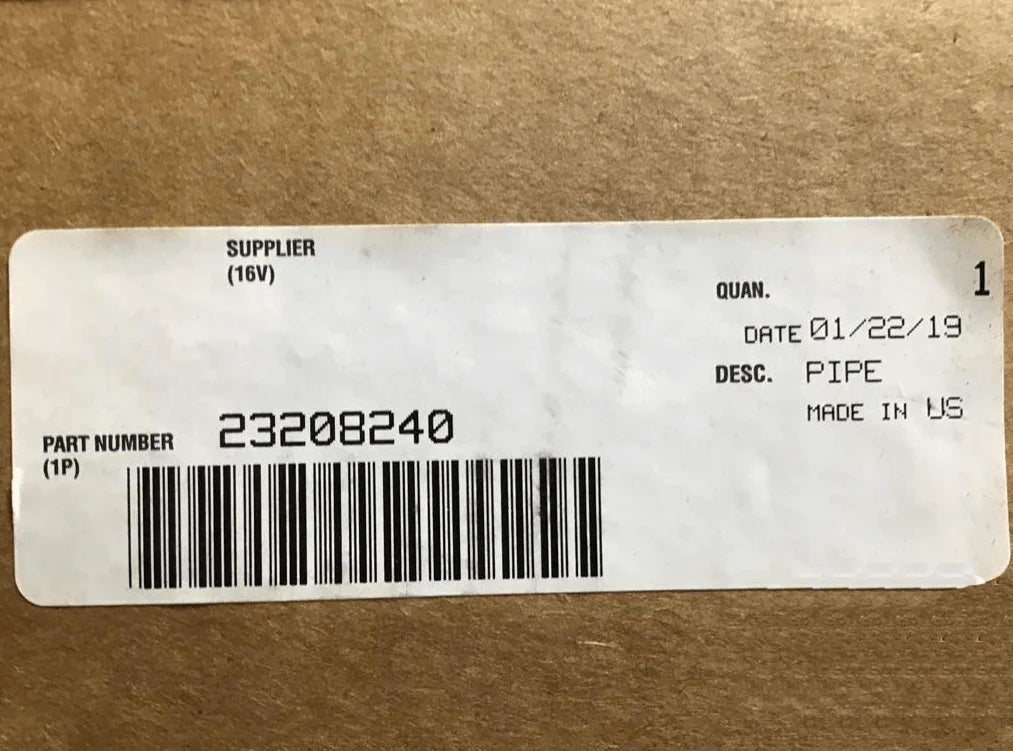 SUPPLIER
(16V)
QUAN. 1
DATE 01/22/19
DESC. PIPE
MADE IN US
PART NUMBER 23208240
(1P)